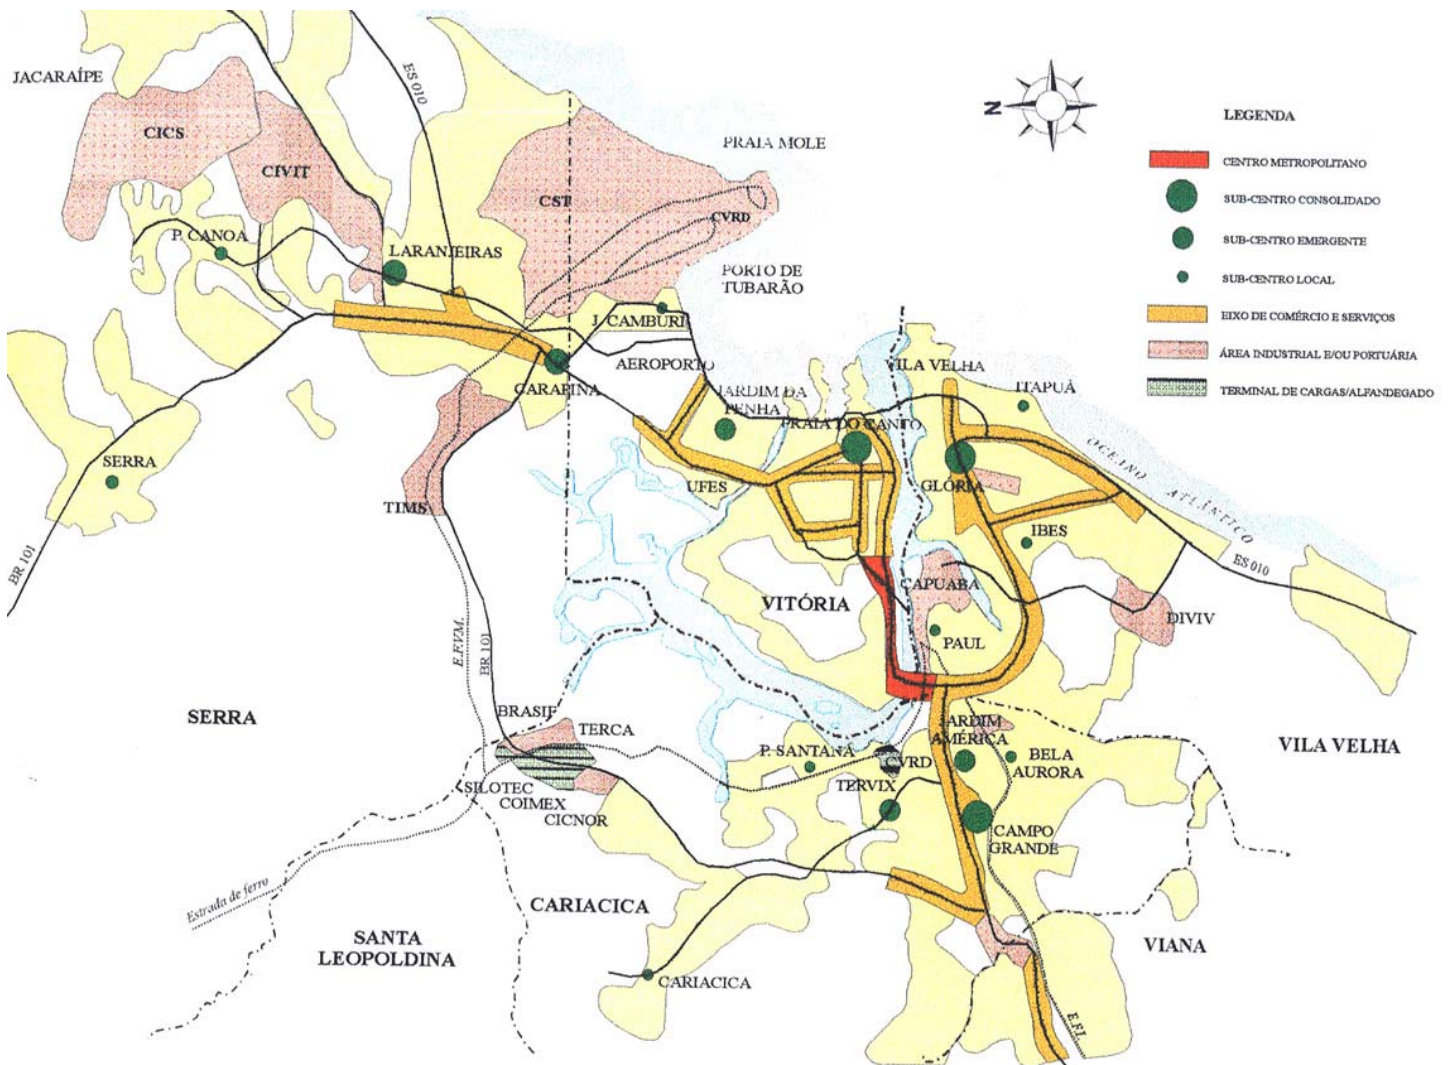 JACARAÍPE
CICS
CIVIT
ES 010
PRAIA MOLE
CST
CVRD
P. CANOA
LARANJEIRAS
PORTO DE
TUBARÃO
J. CAMBURI
AEROPORTO
CARAPINA
JARDIM DA
PENHA
PRAIA DO CANTO
VILA VELHA
ITAPUÃ
SERRA
UFES
GLÓRIA
OCEANO ATLÂNTICO
TIMS
IBES
BR 101
ES 010
VITÓRIA
CAPUABA
DIVIV
PAUL
E.F.V.M.
BR 101
SERRA
BRASIF
TERCA
JARDIM
AMÉRICA
P. SANTANA
CVRD
BELA
AURORA
VILA VELHA
TERVIX
SILOTEC
COIMEX
CICNOR
CAMPO
GRANDE
Estrada de ferro
CARIACICA
SANTA
LEOPOLDINA
VIANA
CARIACICA
E.F.L.
N
LEGENDA
CENTRO METROPOLITANO
SUB-CENTRO CONSOLIDADO
SUB-CENTRO EMERGENTE
SUB-CENTRO LOCAL
EIXO DE COMÉRCIO E SERVIÇOS
ÁREA INDUSTRIAL E/OU PORTUÁRIA
TERMINAL DE CARGAS/ALFANDEGADO